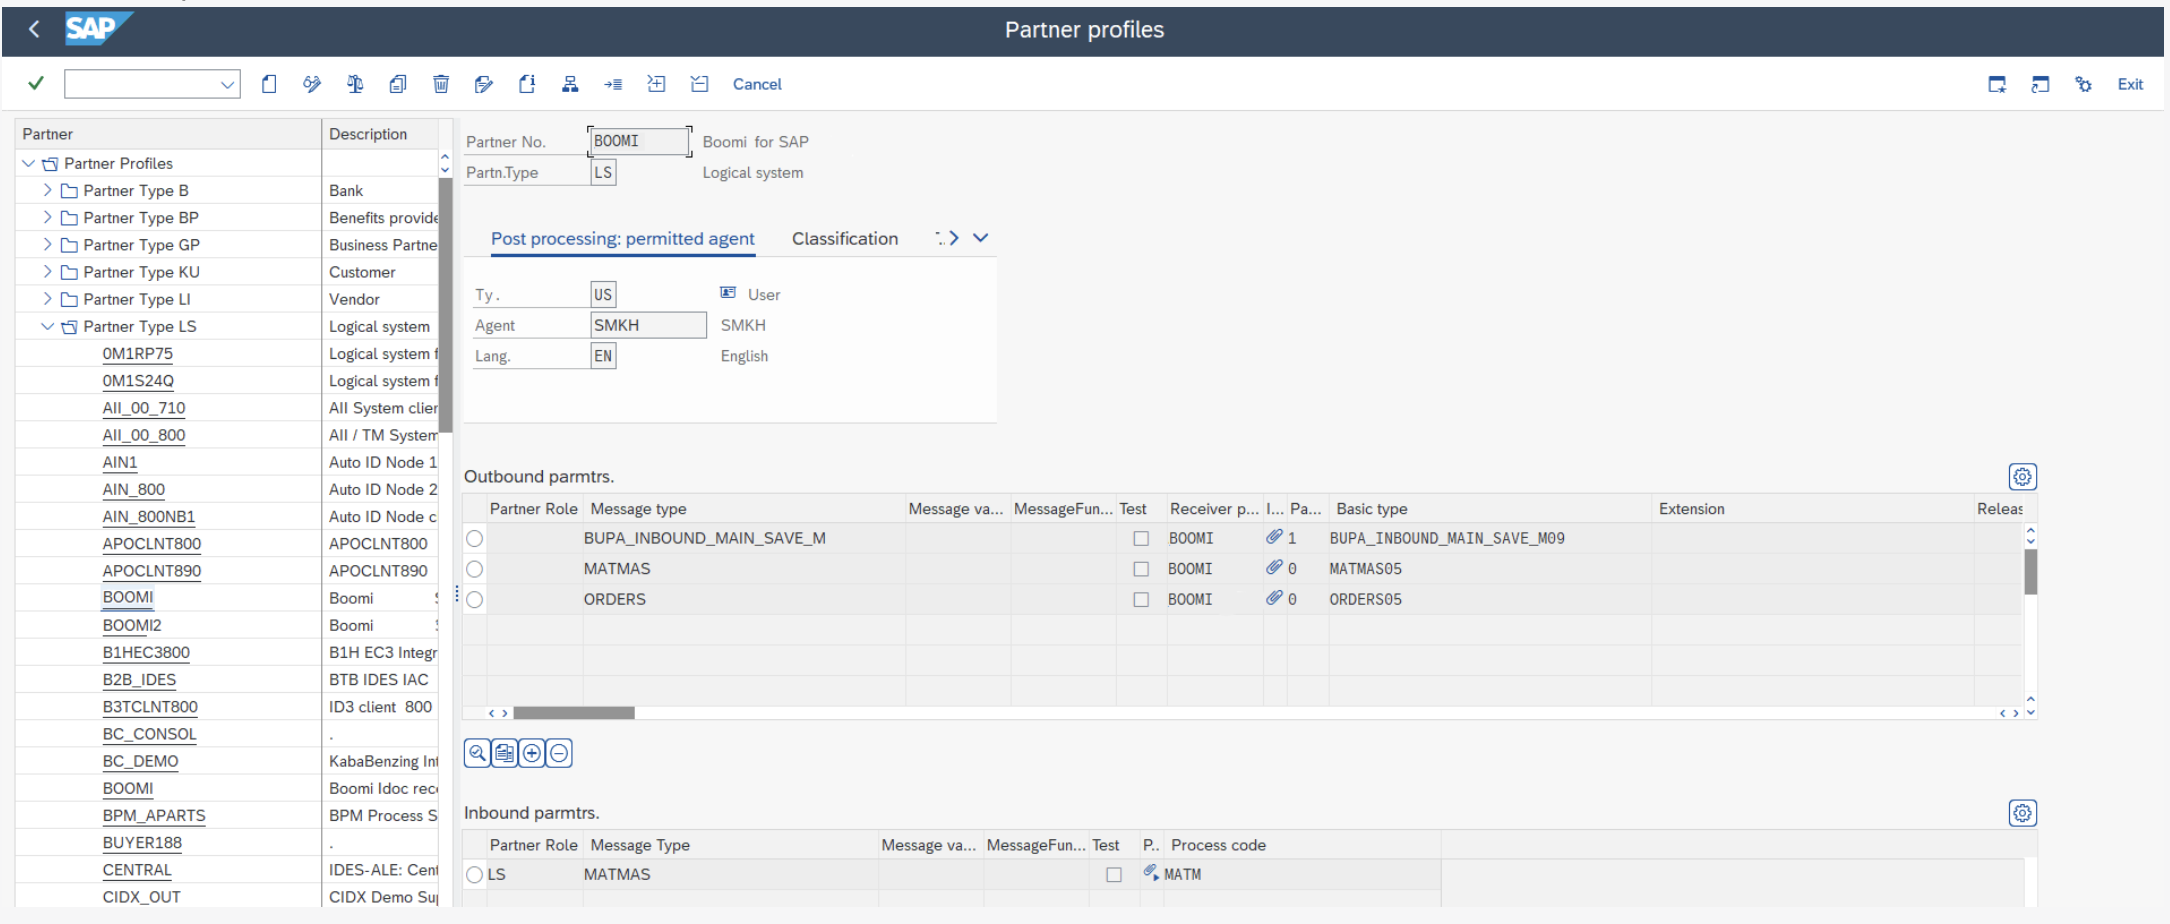 SAP Partner profiles
Cancel Exit
Partner Description
Partner Profiles
Partner Type B Bank
Partner Type BP Benefits provide
Partner Type GP Business Partne
Partner Type KU Customer
Partner Type LI Vendor
Partner Type LS Logical system
0M1RP75 Logical system f
0M1S24Q Logical system f
AII_00_710 AII System clier
AII_00_800 AII / TM System
AIN1 Auto ID Node 1
AIN_800 Auto ID Node 2
AIN_800NB1 Auto ID Node c
APOCLNT800 APOCLNT800
APOCLNT890 APOCLNT890
BOOMI Boomi
BOOMI2 Boomi
B1HEC3800 B1H EC3 Integr
B2B_IDES BTB IDES IAC
B3TCLNT800 ID3 client 800
BC_CONSOL .
BC_DEMO KabaBenzing Int
BOOMI Boomi Idoc rec
BPM_APARTS BPM Process S
BUYER188 .
CENTRAL IDES-ALE: Cent
CIDX_OUT CIDX Demo Su
Partner No. BOOMI Boomi for SAP
Partn.Type LS Logical system
Post processing: permitted agent Classification
Ty. US User
Agent SMKH SMKH
Lang. EN English
Outbound parmtrs.
Partner Role Message type Message va... MessageFun... Test Receiver p... I... Pa... Basic type Extension Releas
BUPA_INBOUND_MAIN_SAVE_M BOOMI 1 BUPA_INBOUND_MAIN_SAVE_M09
MATMAS BOOMI 0 MATMAS05
ORDERS BOOMI 0 ORDERS05
Inbound parmtrs.
Partner Role Message Type Message va... MessageFun... Test P.. Process code
LS MATMAS MATM